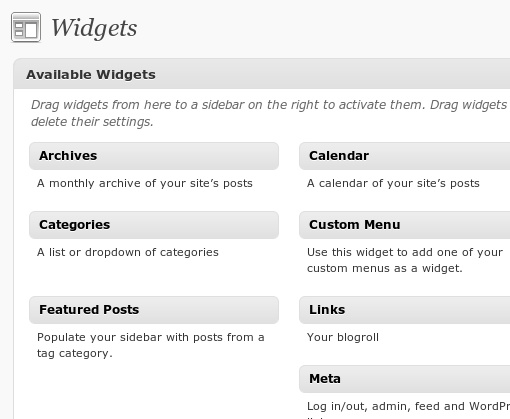 Widgets
Available Widgets
Drag widgets from here to a sidebar on the right to activate them. Drag widgets
delete their settings.
Archives
A monthly archive of your site’s posts
Calendar
A calendar of your site’s posts
Categories
A list or dropdown of categories
Custom Menu
Use this widget to add one of your
custom menus as a widget.
Featured Posts
Populate your sidebar with posts from a
tag category.
Links
Your blogroll
Meta
Log in/out, admin, feed and WordPr